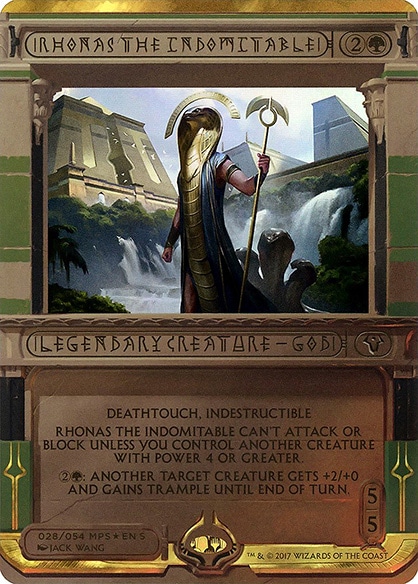 RHONAS THE INDOMITABLE 2
LEGENDARY CREATURE — GOD
DEATHTOUCH, INDESTRUCTIBLE
RHONAS THE INDOMITABLE CAN'T ATTACK OR
BLOCK UNLESS YOU CONTROL ANOTHER CREATURE
WITH POWER 4 OR GREATER.
2: ANOTHER TARGET CREATURE GETS +2/+0
AND GAINS TRAMPLE UNTIL END OF TURN.
5
5
028/054 MPS ★ EN S
JACK WANG
™ & © 2017 WIZARDS OF THE COAST